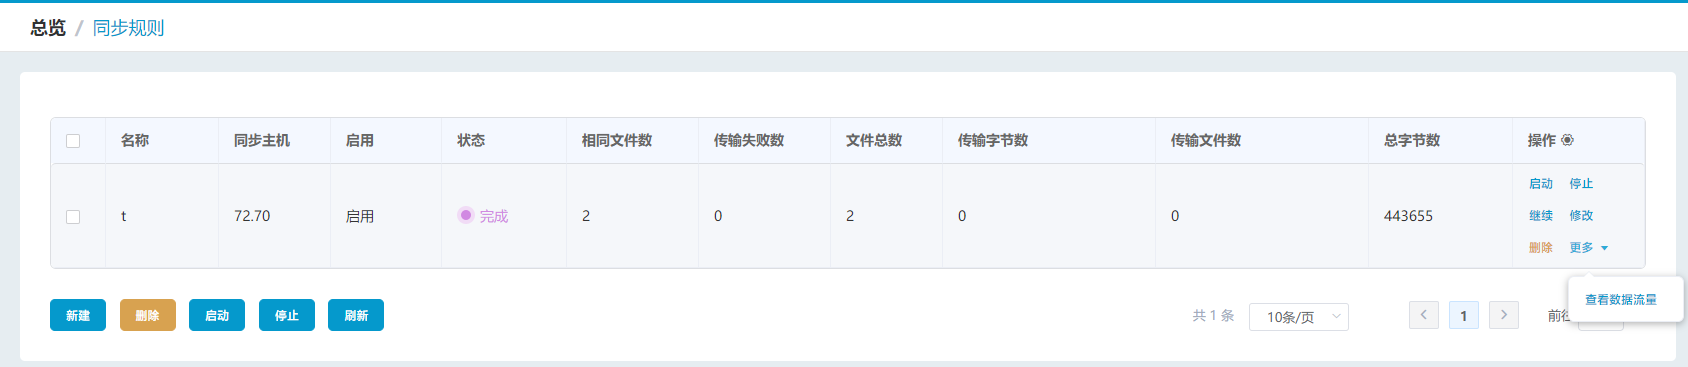 总览 / 同步规则
名称 同步主机 启用 状态 相同文件数 传输失败数 文件总数 传输字节数 传输文件数 总字节数 操作
t 72.70 启用 完成 2 0 2 0 0 443655
启动 停止
继续 修改
删除 更多
查看数据流量
新建 删除 启动 停止 刷新 共 1 条 10条/页 1 前往